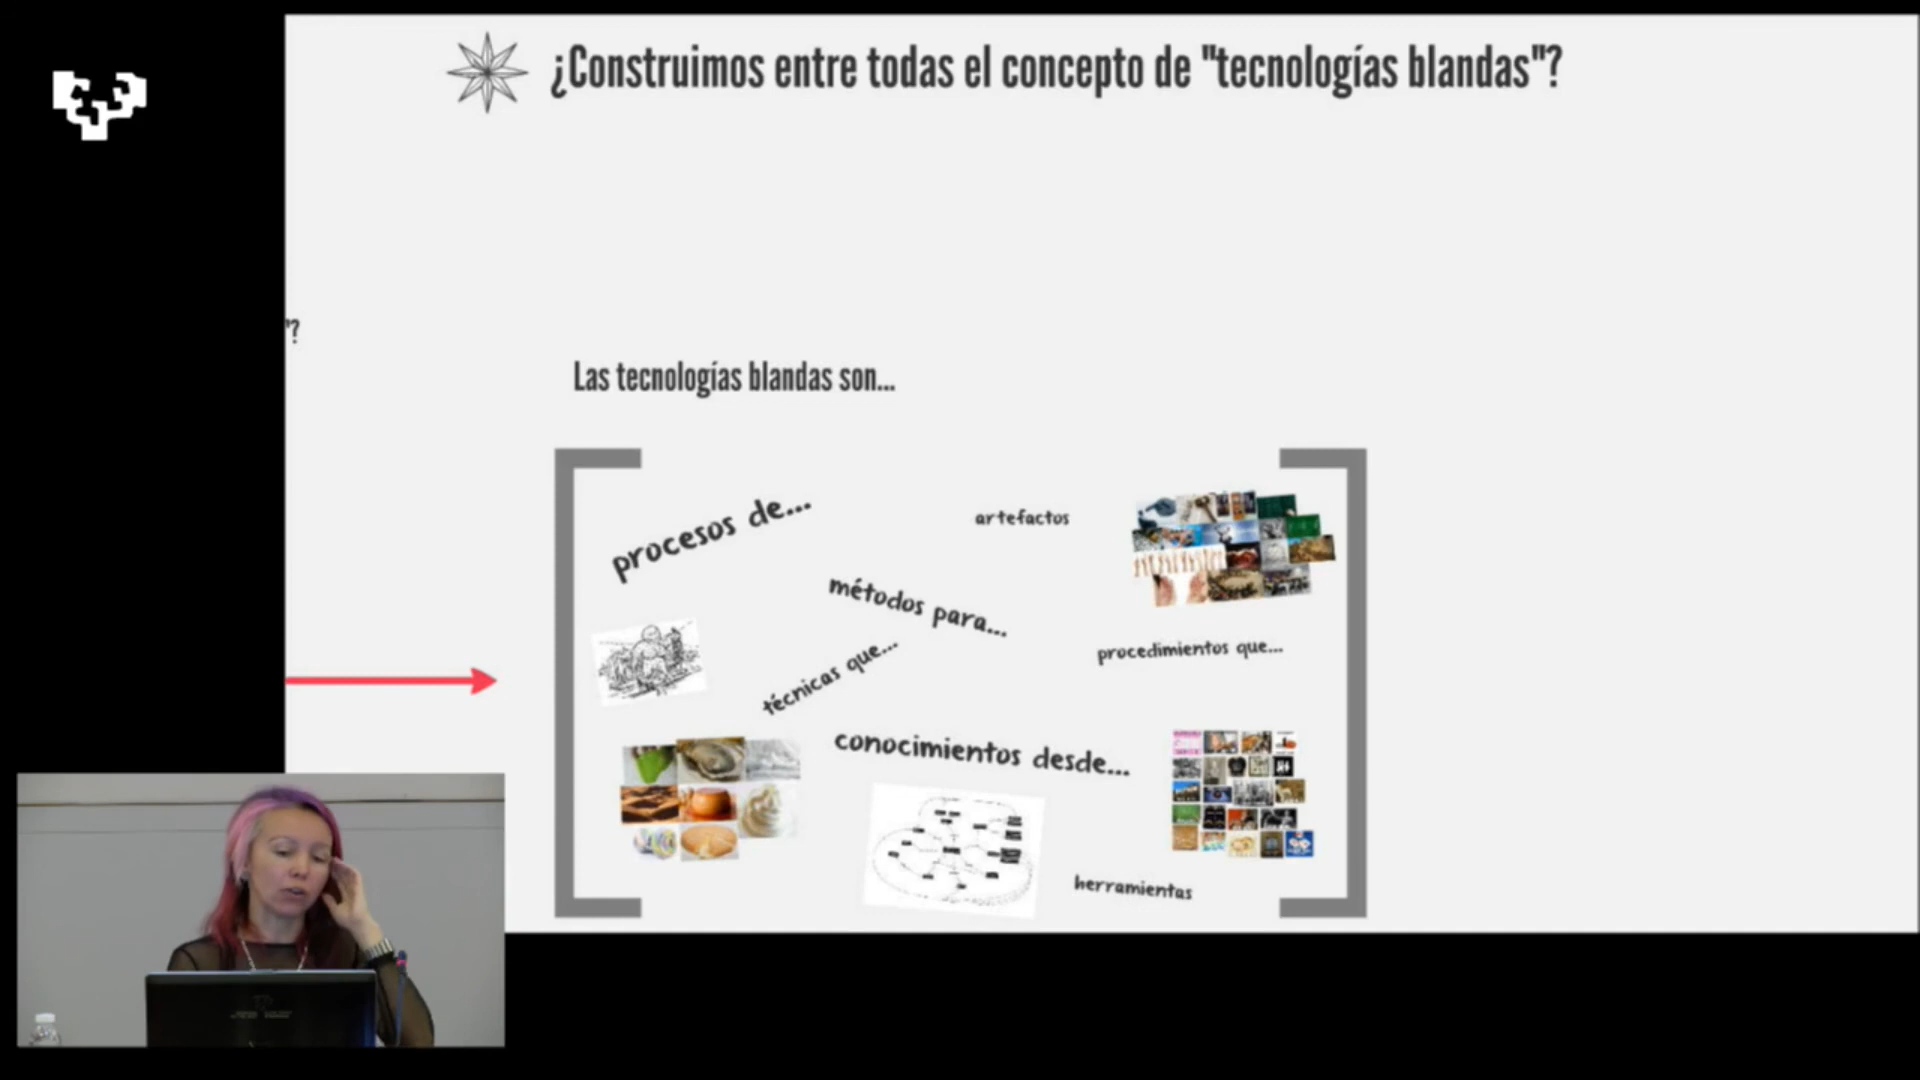 ¿Construimos entre todas el concepto de "tecnologías blandas"?
"?
Las tecnologías blandas son...
procesos de...
artefactos
métodos para...
técnicas que...
procedimientos que...
conocimientos desde...
herramientas